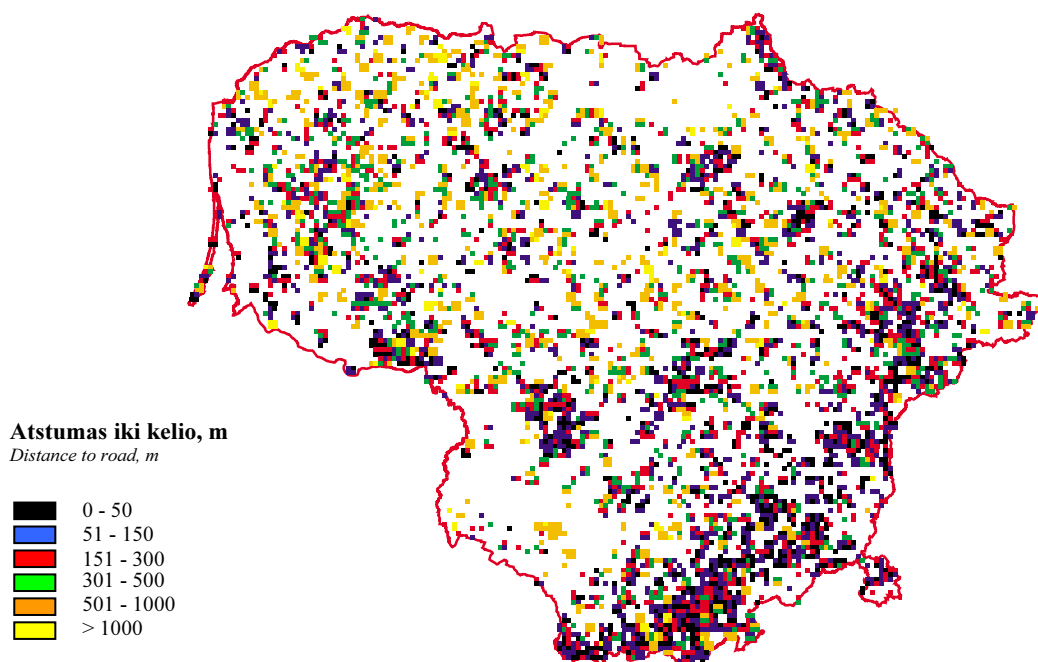 Atstumas iki kelio, m
Distance to road, m
0 - 50
51 - 150
151 - 300
301 - 500
501 - 1000
> 1000